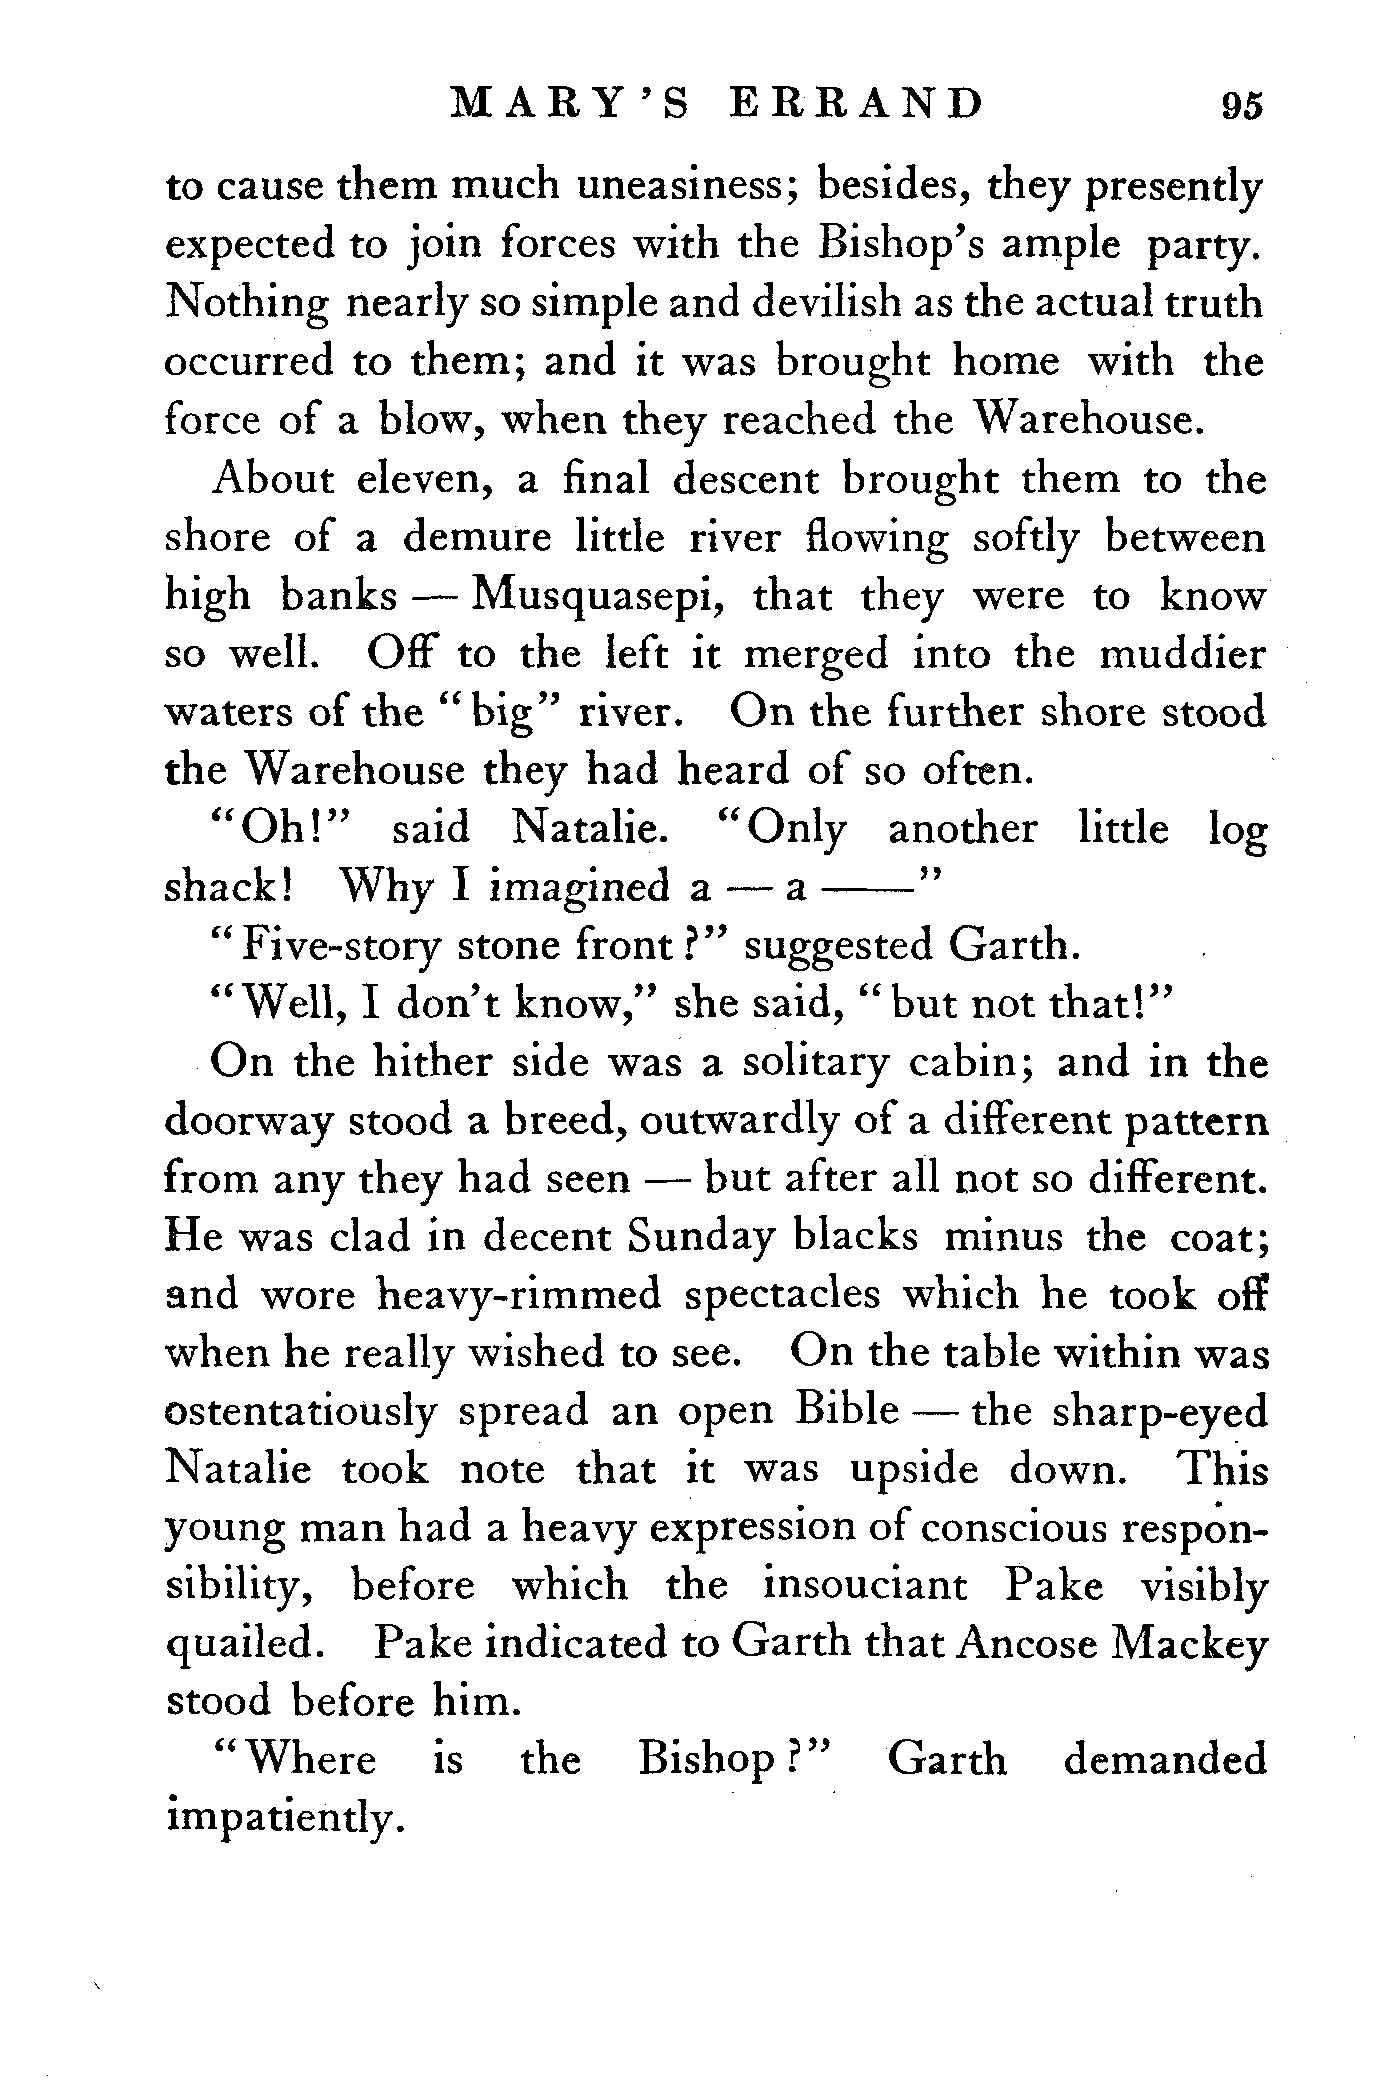 MARY'S ERRAND 95
to cause them much uneasiness; besides, they presently
expected to join forces with the Bishop's ample party.
Nothing nearly so simple and devilish as the actual truth
occurred to them; and it was brought home with the
force of a blow, when they reached the Warehouse.
About eleven, a final descent brought them to the
shore of a demure little river flowing softly between
high banks — Musquasepi, that they were to know
so well. Off to the left it merged into the muddier
waters of the "big" river. On the further shore stood
the Warehouse they had heard of so often.
"Oh!" said Natalie. "Only another little log
shack! Why I imagined a — a ——"
"Five-story stone front?" suggested Garth.
"Well, I don't know," she said, "but not that!"
On the hither side was a solitary cabin; and in the
doorway stood a breed, outwardly of a different pattern
from any they had seen — but after all not so different.
He was clad in decent Sunday blacks minus the coat;
and wore heavy-rimmed spectacles which he took off
when he really wished to see. On the table within was
ostentatiously spread an open Bible — the sharp-eyed
Natalie took note that it was upside down. This
young man had a heavy expression of conscious respon-
sibility, before which the insouciant Pake visibly
quailed. Pake indicated to Garth that Ancose Mackey
stood before him.
"Where is the Bishop?" Garth demanded
impatiently.